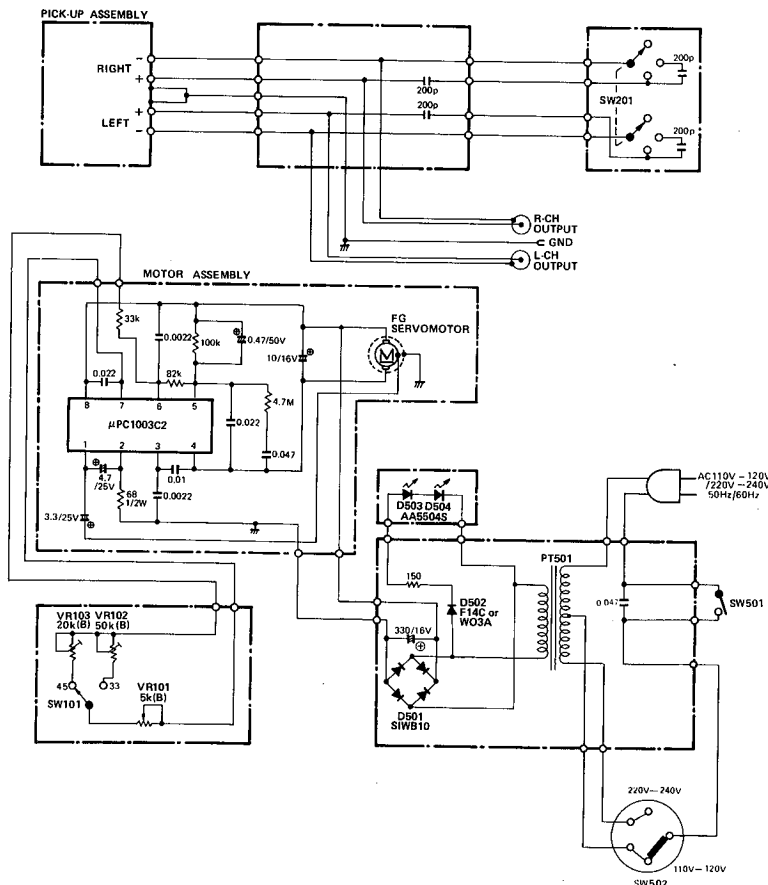 PICK-UP ASSEMBLY
RIGHT
−
+
LEFT
+
−
200p
200p
SW201
200p
200p
R-CH
OUTPUT
GND
L-CH
OUTPUT
MOTOR ASSEMBLY
33k
0.0022
100k
0.47/50V
10/16V
FG
SERVOMOTOR
M
0.022
82k
4.7M
8 7 6 5
μPC1003C2
1 2 3 4
0.022
0.047
4.7
/25V
0.01
68
1/2W
0.0022
3.3/25V
D503 D504
AA5504S
AC110V−120V
/220V−240V
50Hz/60Hz
PT501
150
D502
F14C or
WO3A
0.047
SW501
330/16V
D501
SIWB10
VR103
20k(B)
VR102
50k(B)
45
33
SW101
VR101
5k(B)
220V−240V
110V−120V
SW502